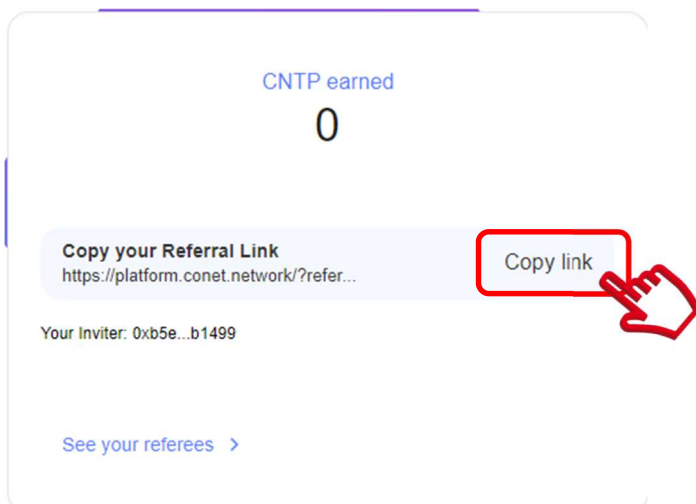 CNTP earned
0
Copy your Referral Link
https://platform.conet.network/?refer...
Copy link
Your Inviter: 0xb5e...b1499
See your referees >